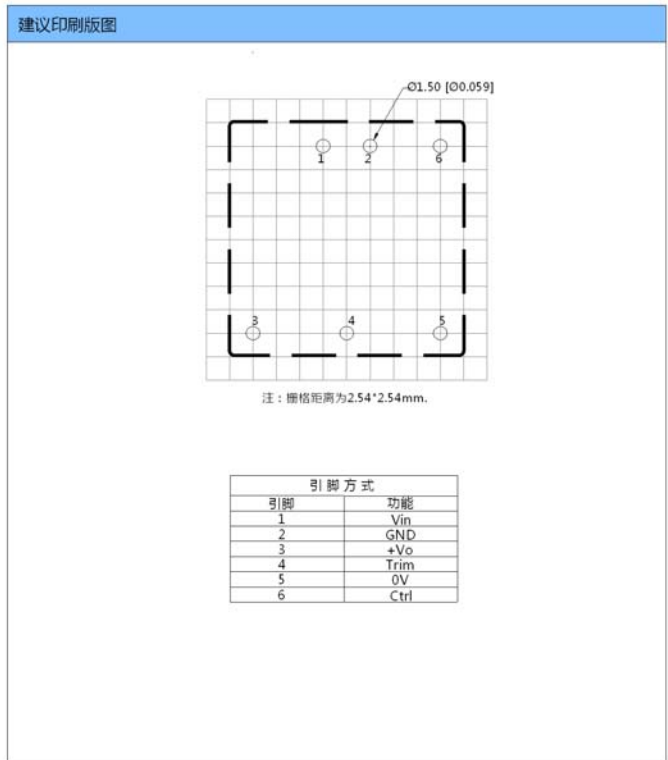 建议印刷版图
Ø1.50 [Ø0.059]
1 2 6
3 4 5
注：栅格距离为2.54*2.54mm.
引脚方式
引脚 功能
1 Vin
2 GND
3 +Vo
4 Trim
5 0V
6 Ctrl